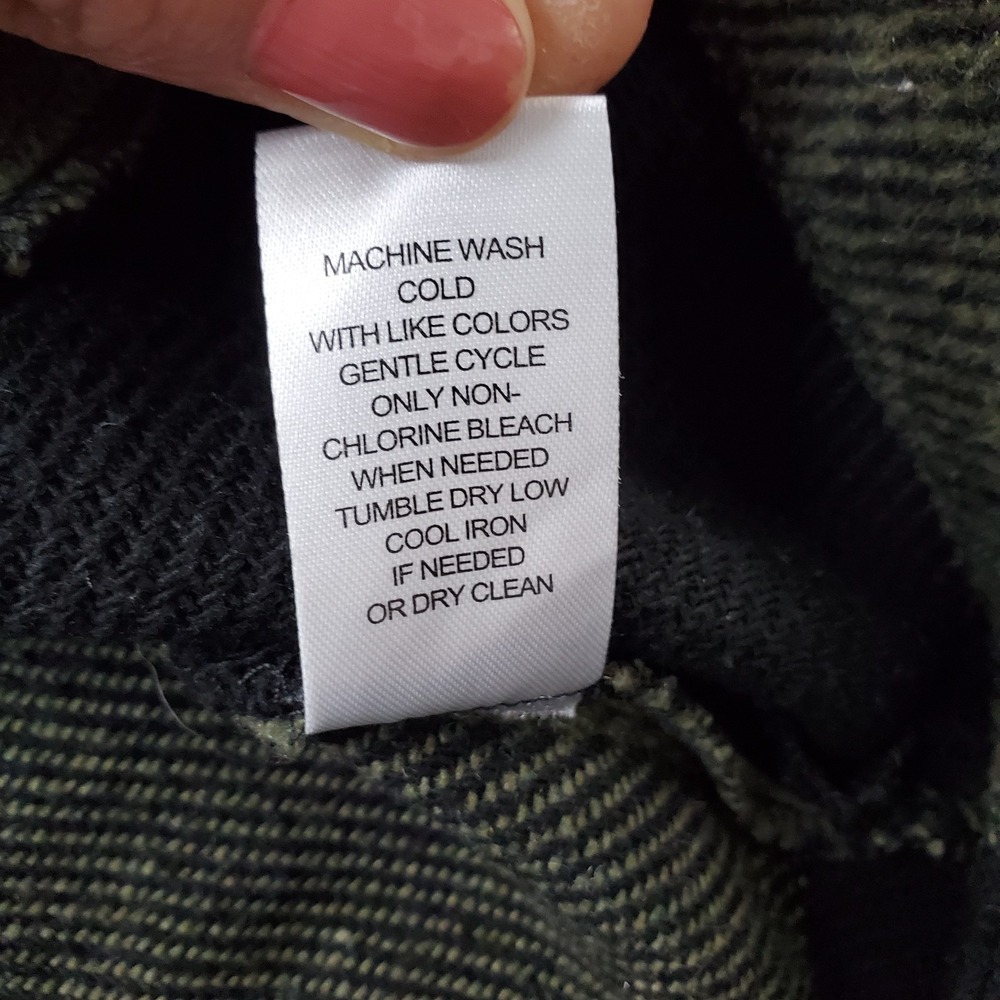 MACHINE WASH
COLD
WITH LIKE COLORS
GENTLE CYCLE
ONLY NON-
CHLORINE BLEACH
WHEN NEEDED
TUMBLE DRY LOW
COOL IRON
IF NEEDED
OR DRY CLEAN